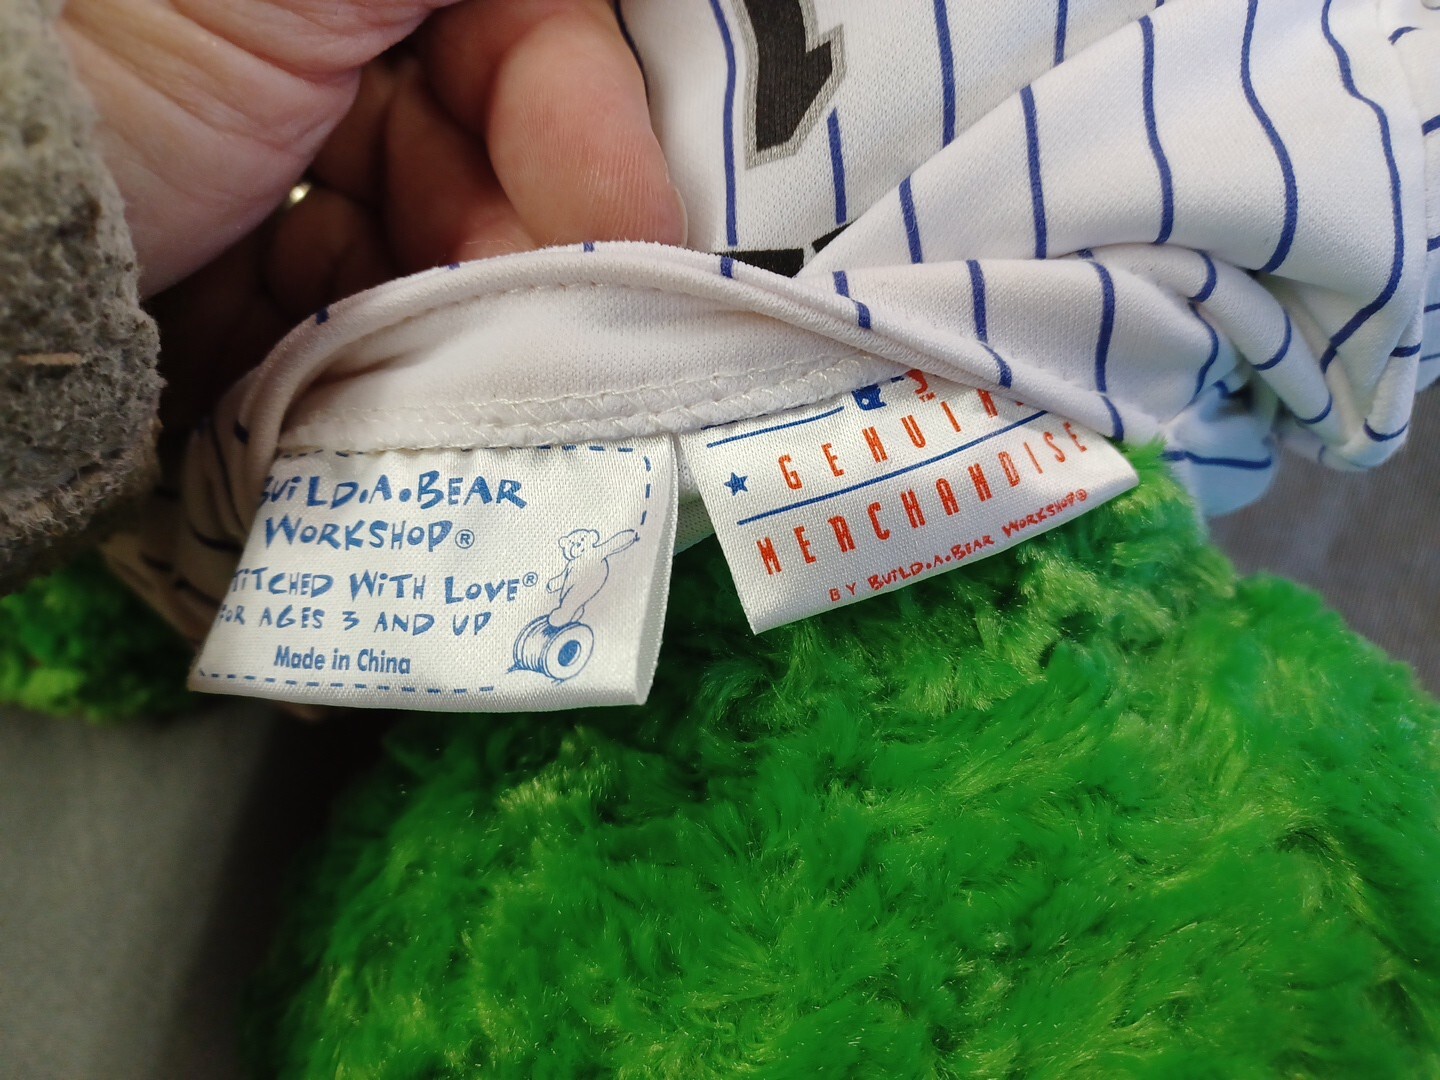 BUILD.A.BEAR
WORKSHOP®
STITCHED WITH LOVE®
FOR AGES 3 AND UP
Made in China
GENUINE
MERCHANDISE
BY BUILD.A.BEAR WORKSHOP®